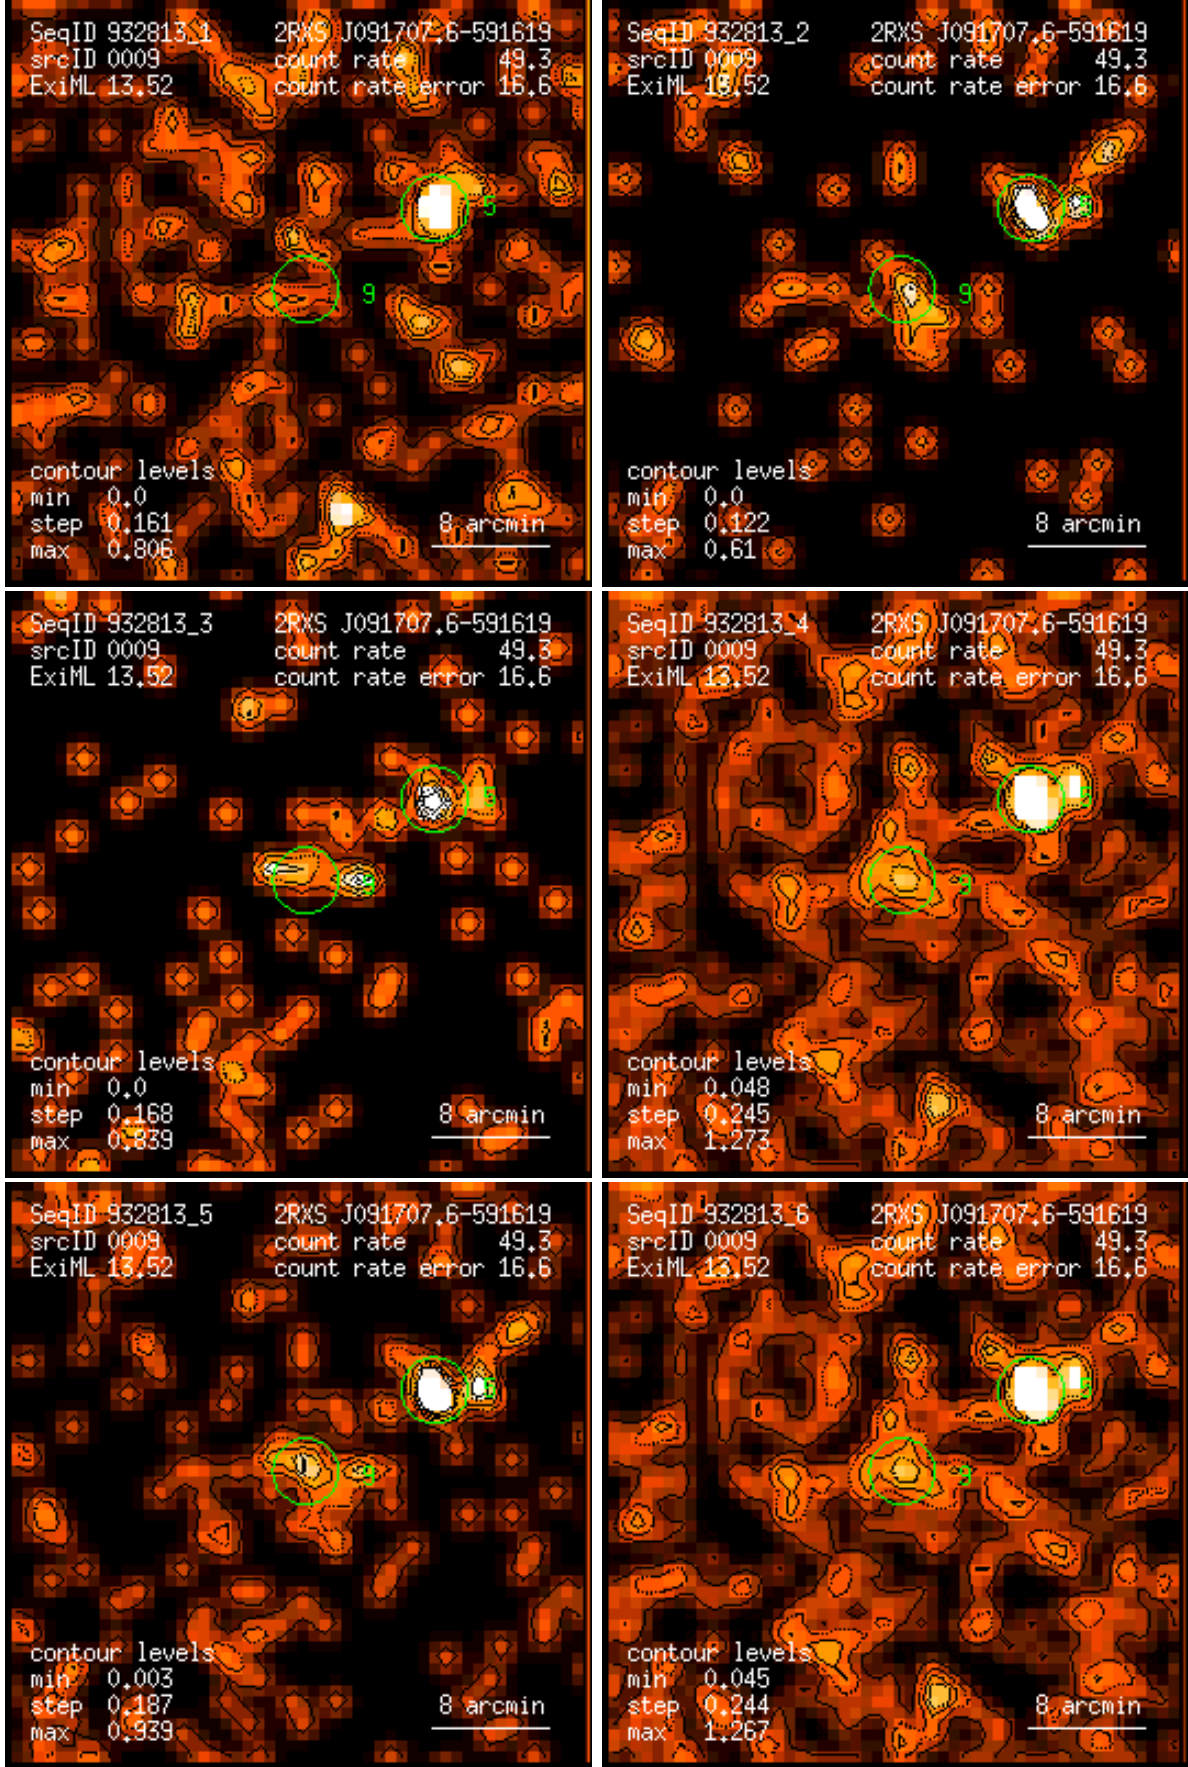 SeqID 932813_1 2RXS J091707.6-591619
srcID 0009 count rate 49.3
ExiML 13.52 count rate error 16.6
5
9
contour levels
min 0.0
step 0.161
max 0.806
8 arcmin
SeqID 932813_2 2RXS J091707.6-591619
srcID 0009 count rate 49.3
ExiML 13.52 count rate error 16.6
9
contour levels
min 0.0
step 0.122
max 0.61
8 arcmin
SeqID 932813_3 2RXS J091707.6-591619
srcID 0009 count rate 49.3
ExiML 13.52 count rate error 16.6
9
contour levels
min 0.0
step 0.168
max 0.839
8 arcmin
SeqID 932813_4 2RXS J091707.6-591619
srcID 0009 count rate 49.3
ExiML 13.52 count rate error 16.6
9
contour levels
min 0.048
step 0.245
max 1.273
8 arcmin
SeqID 932813_5 2RXS J091707.6-591619
srcID 0009 count rate 49.3
ExiML 13.52 count rate error 16.6
9
contour levels
min 0.003
step 0.187
max 0.939
8 arcmin
SeqID 932813_6 2RXS J091707.6-591619
srcID 0009 count rate 49.3
ExiML 13.52 count rate error 16.6
9
contour levels
min 0.045
step 0.244
max 1.267
8 arcmin